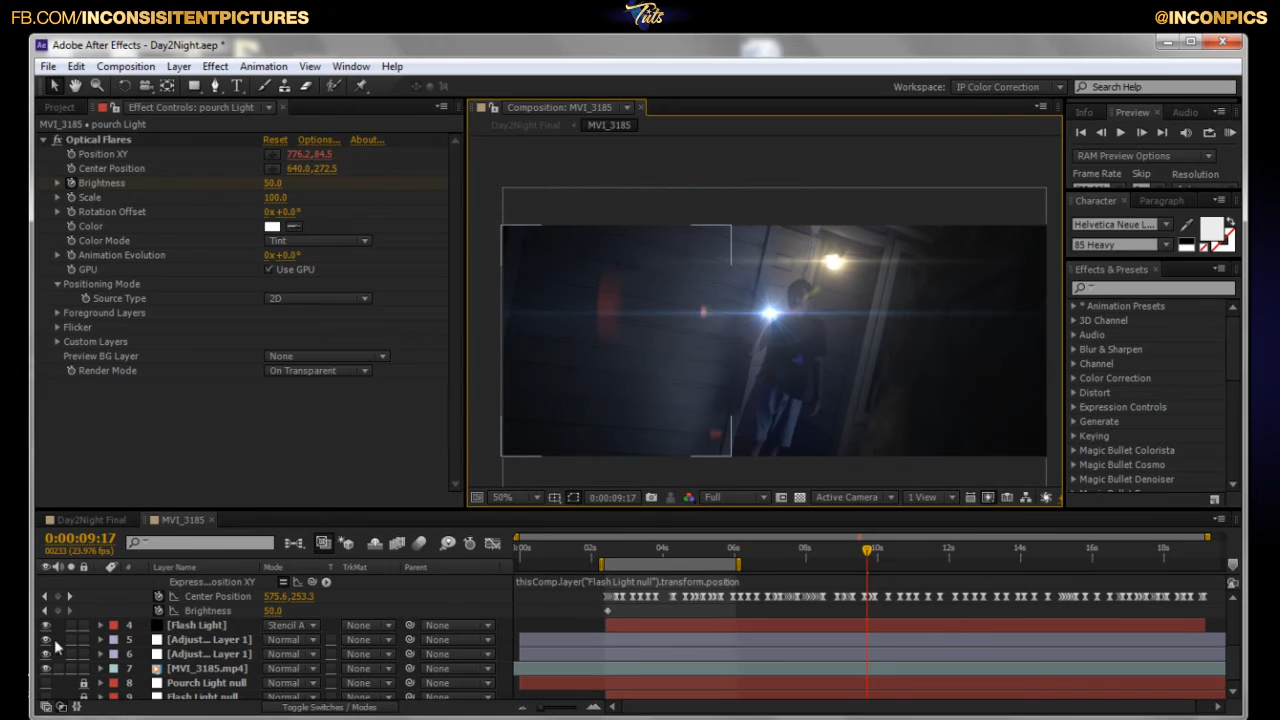 FB.COM/INCONSISITENTPICTURES
Tuts
@INCONPICS
Ae Adobe After Effects - Day2Night.aep *
File Edit Composition Layer Effect Animation View Window Help
Workspace: IP Color Correction Search Help
Project Effect Controls: pourch Light
Composition: MVI_3185
Info Preview Audio
MVI_3185 • pourch Light
Day2Night Final MVI_3185
fx Optical Flares Reset Options... About...
Position XY 776.2,84.5
Center Position 640.0,272.5
Brightness 50.0
Scale 100.0
Rotation Offset 0x+0.0°
Color
Color Mode Tint
Animation Evolution 0x+0.0°
GPU Use GPU
Positioning Mode
Source Type 2D
Foreground Layers
Flicker
Custom Layers
Preview BG Layer None
Render Mode On Transparent
RAM Preview Options
Frame Rate Skip Resolution
Character Paragraph
Helvetica Neue L...
85 Heavy
Effects & Presets
* Animation Presets
3D Channel
Audio
Blur & Sharpen
Channel
Color Correction
Distort
Expression Controls
Generate
Keying
Magic Bullet Colorista
Magic Bullet Cosmo
Magic Bullet Denoiser
Magic Bullet Looks
50% 0:00:09:17 Full Active Camera 1 View
Day2Night Final MVI_3185
0:00:09:17
00233 (23.976 fps)
:00s 02s 04s 06s 08s 10s 12s 14s 16s 18s
# Layer Name Mode T TrkMat Parent
Express...osition XY thisComp.layer("Flash Light null").transform.position
Center Position 575.6,253.3
Brightness 50.0
4 [Flash Light] Stencil A None None
5 [Adjust... Layer 1] Normal None None
6 [Adjust... Layer 1] Normal None None
7 [MVI_3185.mp4] Normal None None
8 Pourch Light null Normal None None
9 Flash Light null Normal None None
Toggle Switches / Modes